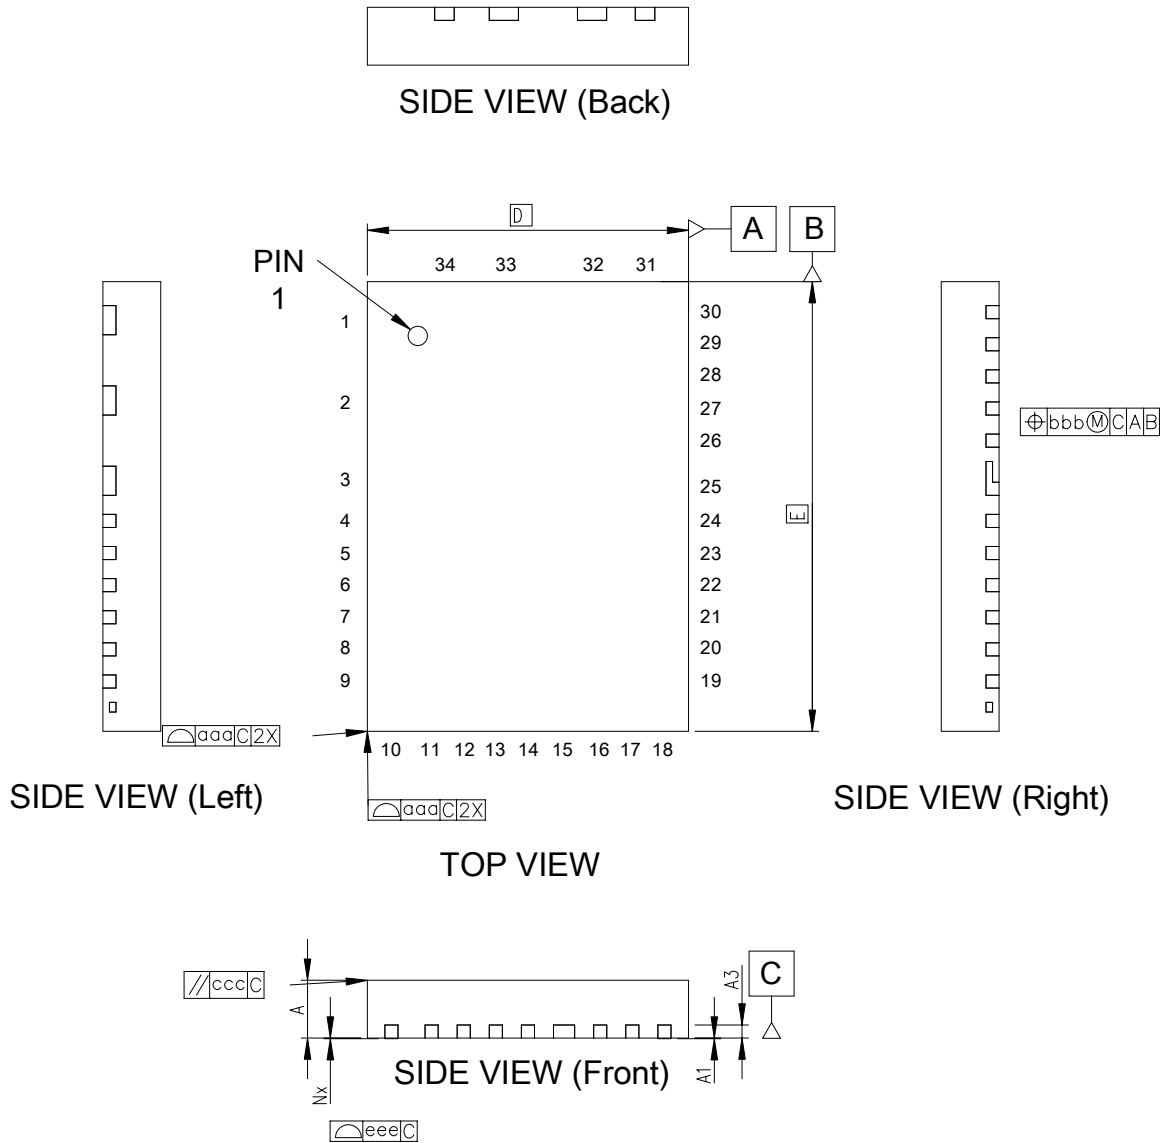 SIDE VIEW (Back)
D
A
B
PIN
1
34 33 32 31
1
2
3
4
5
6
7
8
9
30
29
28
27
26
25
24
23
22
21
20
19
E
⌖ bbb Ⓜ C A B
⌓ aaa C 2X
10 11 12 13 14 15 16 17 18
SIDE VIEW (Left)
⌓ aaa C 2X
SIDE VIEW (Right)
TOP VIEW
// ccc C
A
A3
C
Nx
SIDE VIEW (Front)
A1
⌓ eee C